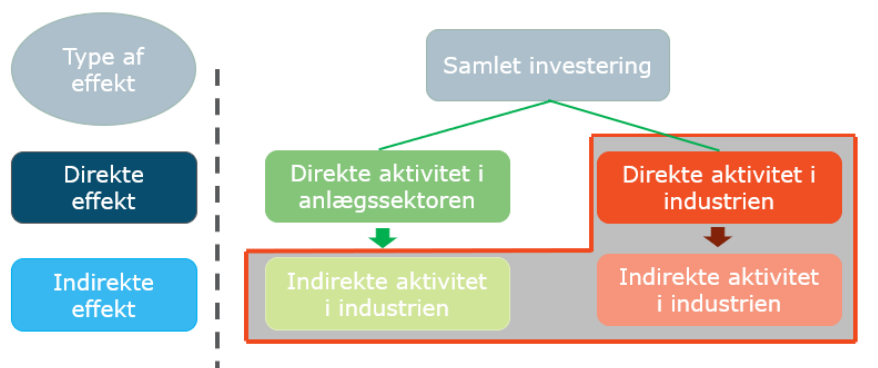 Type af
effekt
Samlet investering
Direkte
effekt
Direkte aktivitet i
anlægssektoren
Direkte aktivitet i
industrien
Indirekte
effekt
Indirekte aktivitet
i industrien
Indirekte aktivitet
i industrien